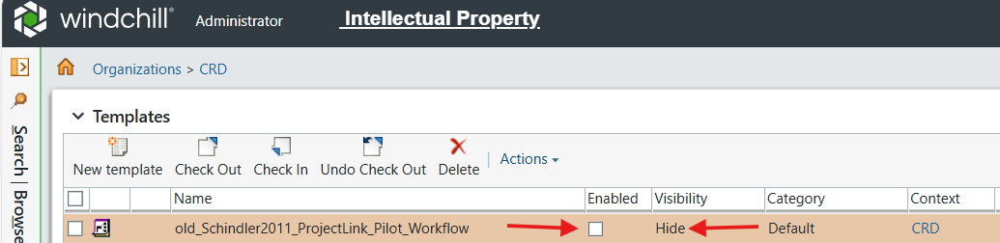 windchill® Administrator Intellectual Property
Organizations > CRD
Search | Browse
Templates
New template Check Out Check In Undo Check Out Delete Actions
Name Enabled Visibility Category Context
old_Schindler2011_ProjectLink_Pilot_Workflow Hide Default CRD